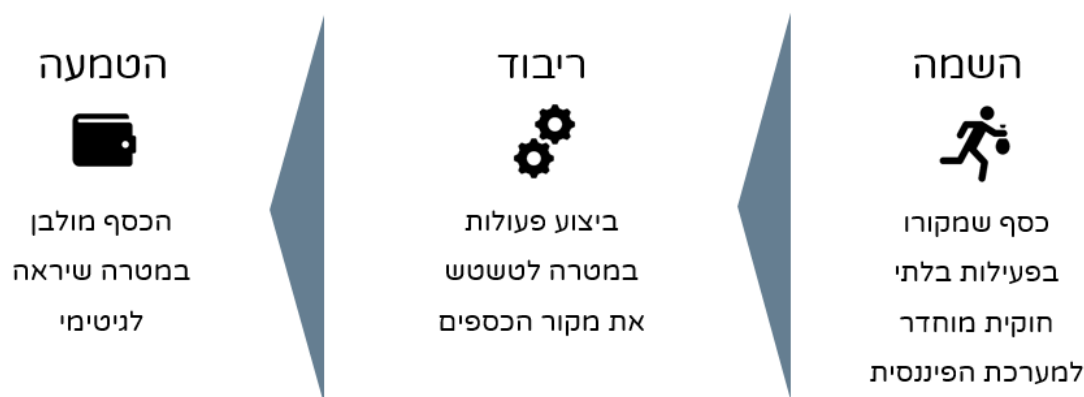 השמה
כסף שמקורו
בפעילות בלתי
חוקית מוחדר
למערכת הפיננסית
ריבוד
ביצוע פעולות
במטרה לטשטש
את מקור הכספים
הטמעה
הכסף מולבן
במטרה שיראה
לגיטימי